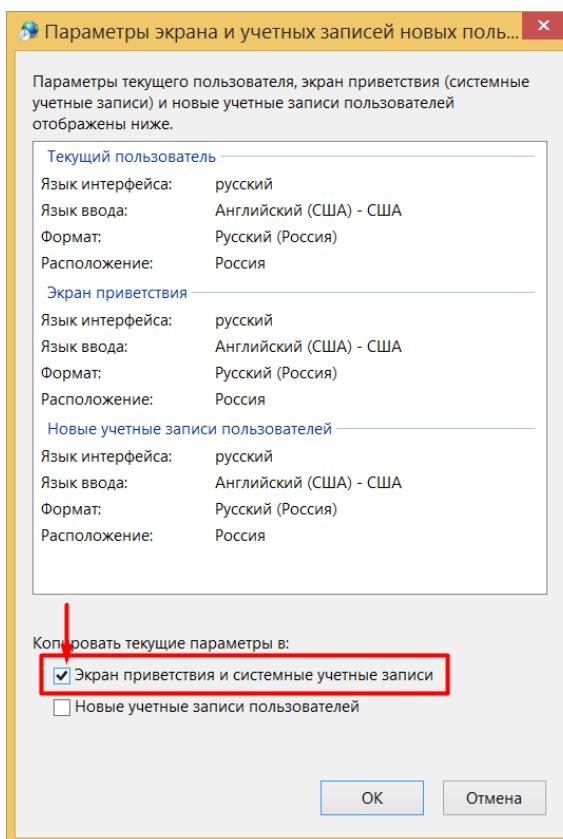 Параметры экрана и учетных записей новых поль...
Параметры текущего пользователя, экран приветствия (системные
учетные записи) и новые учетные записи пользователей
отображены ниже.
Текущий пользователь
Язык интерфейса: русский
Язык ввода: Английский (США) - США
Формат: Русский (Россия)
Расположение: Россия
Экран приветствия
Язык интерфейса: русский
Язык ввода: Английский (США) - США
Формат: Русский (Россия)
Расположение: Россия
Новые учетные записи пользователей
Язык интерфейса: русский
Язык ввода: Английский (США) - США
Формат: Русский (Россия)
Расположение: Россия
Копировать текущие параметры в:
Экран приветствия и системные учетные записи
Новые учетные записи пользователей
ОК Отмена